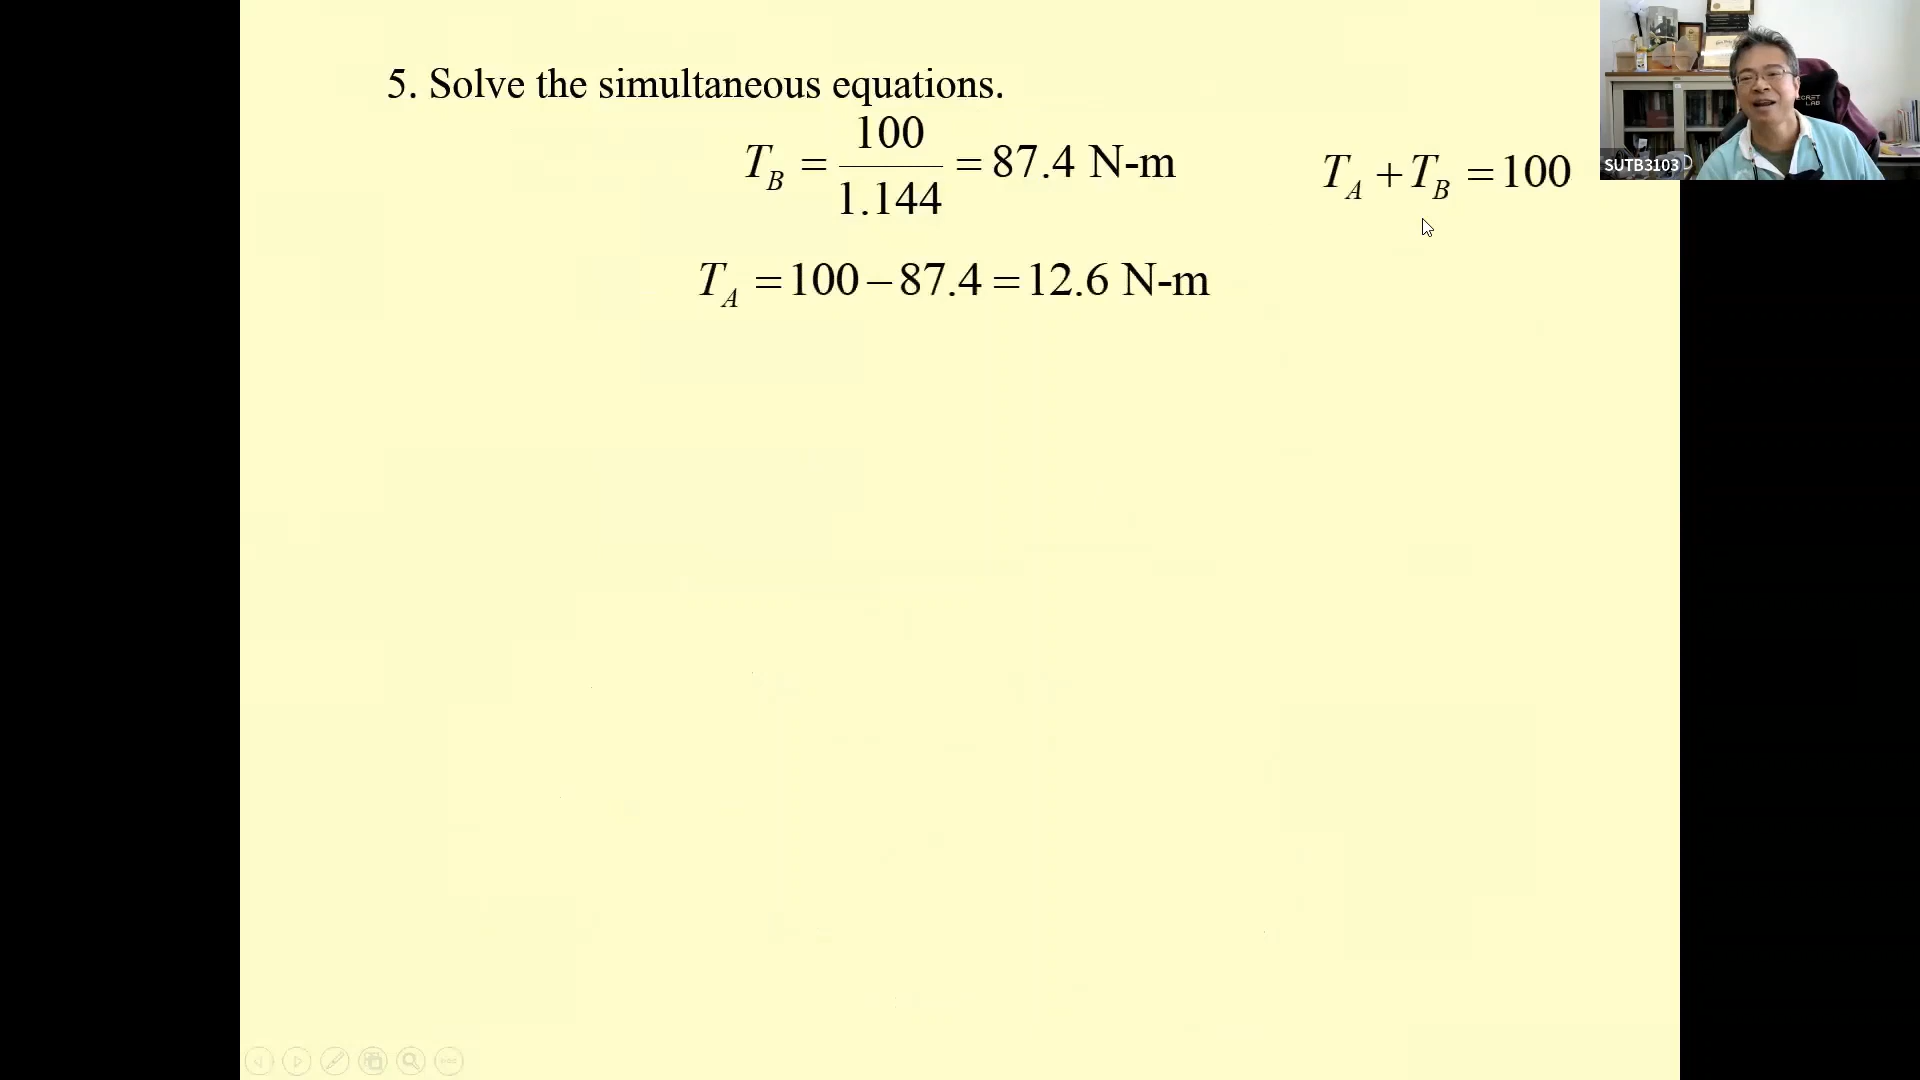 5. Solve the simultaneous equations.
T_B = 100/1.144 = 87.4 N-m
T_A + T_B = 100
T_A = 100 − 87.4 = 12.6 N-m
SUTB3103